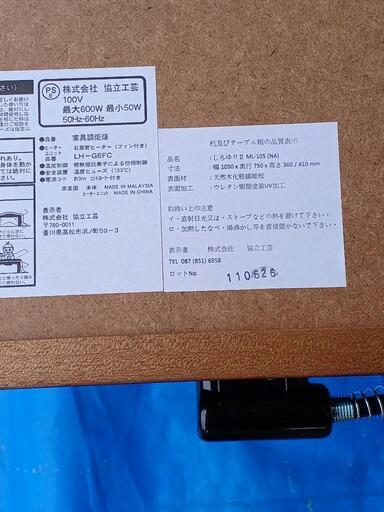 さい)
PS
E
株式会社 協立工芸
100V
最大600W 最小50W
50Hz-60Hz
品番 家具調炬燵
ヒーターユニット 石英管ヒーター(ファン付き)
LH-G6FC
温度制御 感熱抵抗素子による位相制御
安全装置 温度ヒューズ(133℃)
電源コード 約3m コントローラー付き
原産国 本体 MADE IN MALAYSIA
ヒーターユニット MADE IN CHINA
表示者
株式会社 協立工芸
〒760-0011
香川県高松市浜ノ町59-3
机及びテーブル類の品質表示
品番 :しらゆりⅡ ML-105 (NA)
外形寸法 :幅 1050 x 奥行 750 x 高さ 360 / 410 mm
表面材 :天然木化粧繊維板
表面加工 :ウレタン樹脂塗装UV加工
取扱い上の注意
イ・直射日光又は、ストーブなどの熱を避けて下さい。
ロ・加熱したなべ・湯沸かし等を直接置かないで下さい。
表示者 株式会社 協立工芸
TEL 087 (851) 6958
ロットNo.
110626